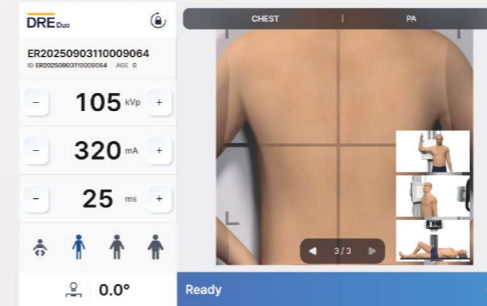 DRE Duo
ER20250903110009064
ID ER20250903110009064 AGE 0
- 105 kVp +
- 320 mA +
- 25 ms +
0.0°
CHEST | PA
L
3/3
Ready